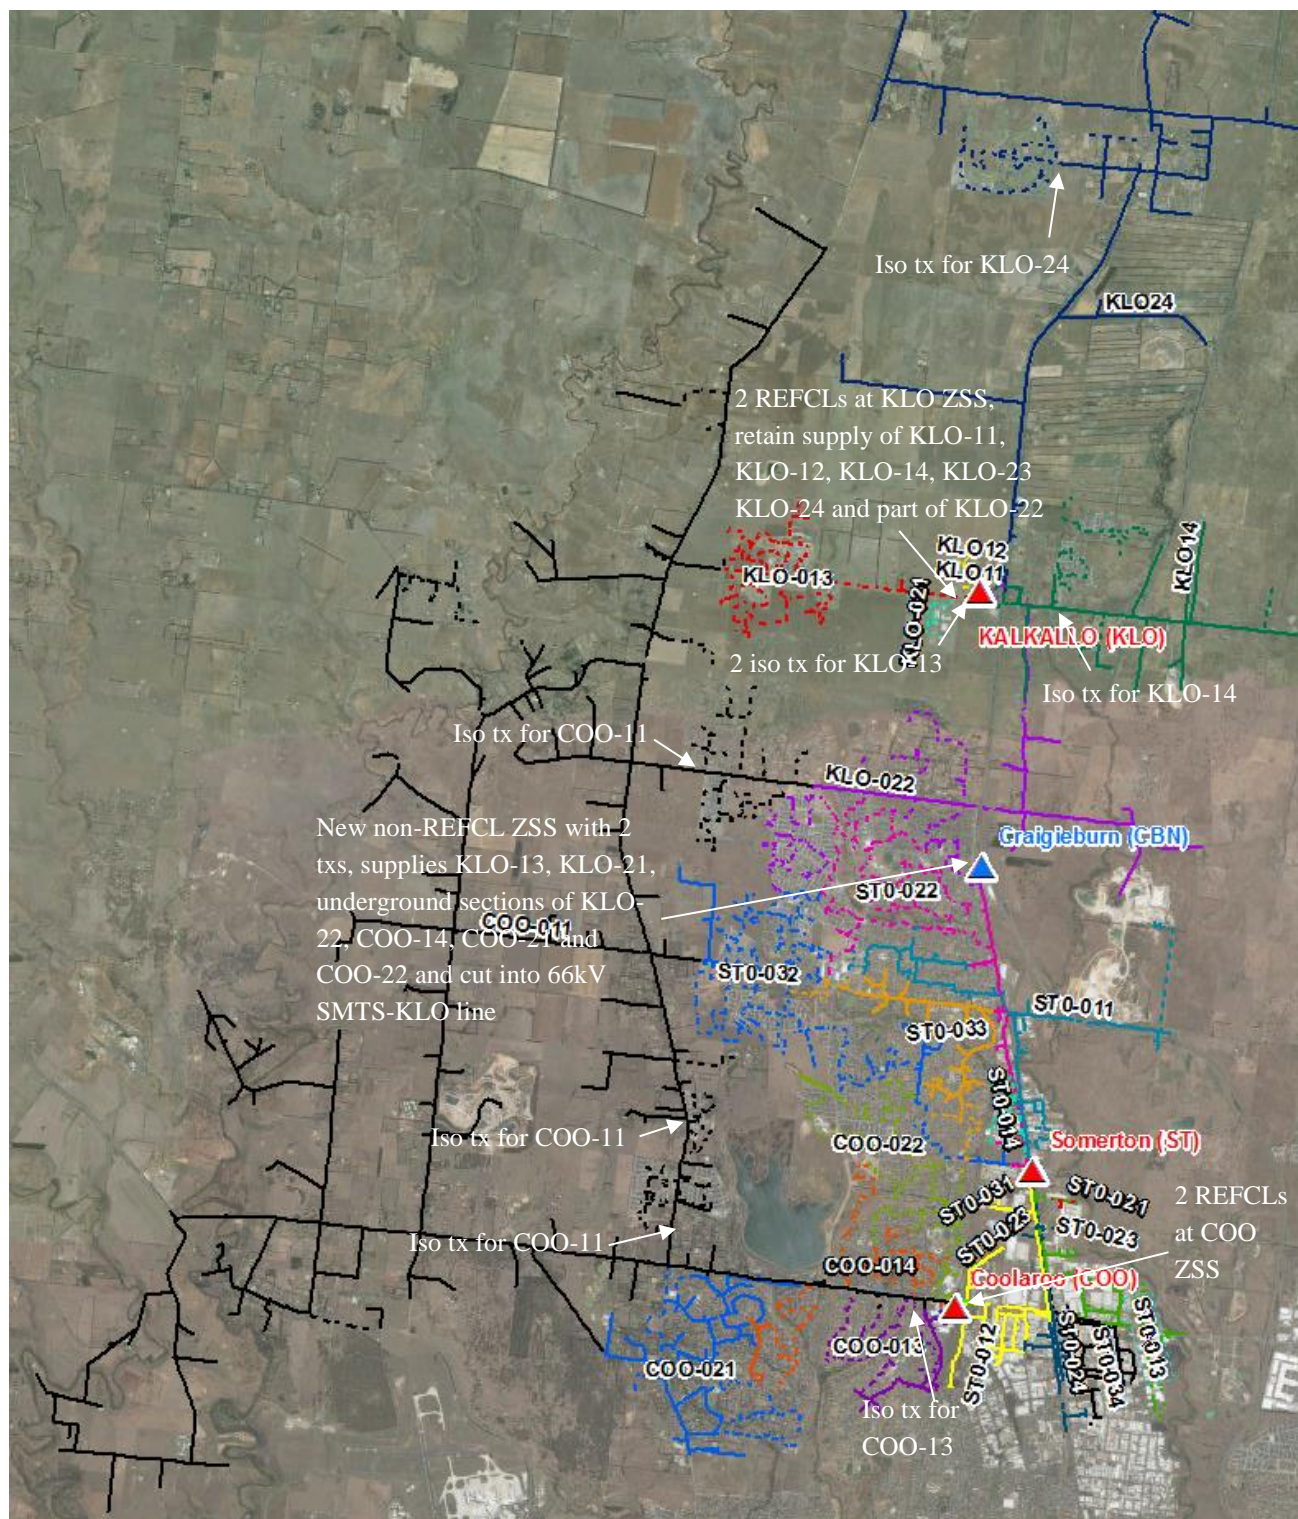 Iso tx for KLO-24
KLO24
2 REFCLs at KLO ZSS,
retain supply of KLO-11,
KLO-12, KLO-14, KLO-23
KLO-24 and part of KLO-22
KLO12
KLO11
KLO14
KLO-013
KLO-021
KALKALLO (KLO)
2 iso tx for KLO-13
Iso tx for KLO-14
Iso tx for COO-11
KLO-022
New non-REFCL ZSS with 2
txs, supplies KLO-13, KLO-21,
underground sections of KLO-
22, COO-14, COO-21 and
COO-22 and cut into 66kV
SMTS-KLO line
Craigieburn (CBN)
ST0-022
COO-011
ST0-032
ST0-011
ST0-033
ST0-014
Iso tx for COO-11
COO-022
Somerton (ST)
ST0-031
ST0-021
2 REFCLs
at COO
ZSS
ST0-023
ST0-023
Iso tx for COO-11
COO-014
Coolaroo (COO)
COO-013
ST0-012
ST0-024
ST0-034
ST0-013
COO-021
Iso tx for
COO-13